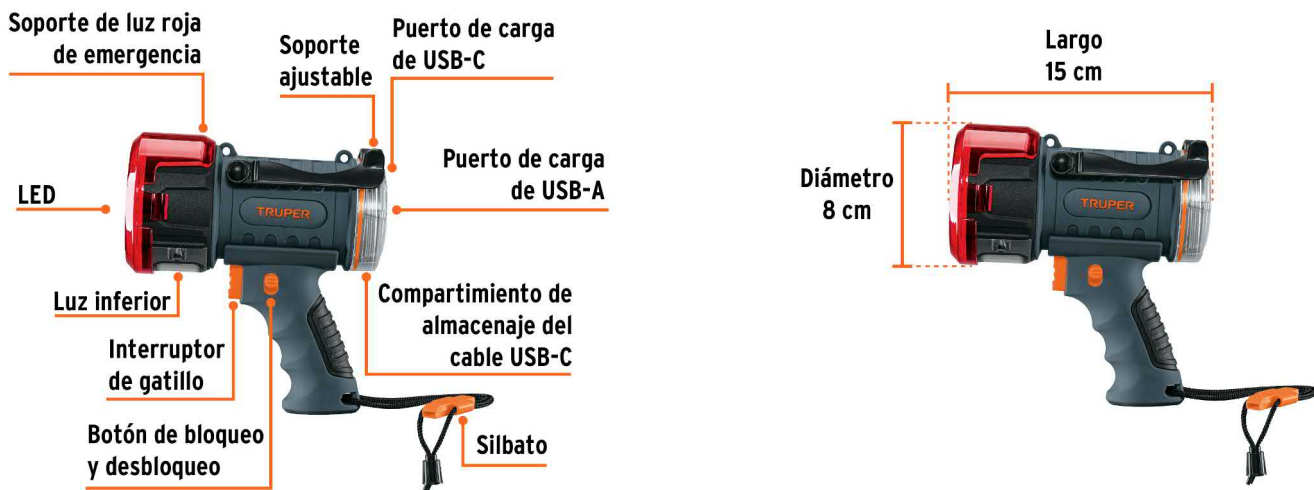 Soporte de luz roja
de emergencia
Soporte
ajustable
Puerto de carga
de USB-C
Puerto de carga
de USB-A
LED
TRUPER
Luz inferior
Interruptor
de gatillo
Botón de bloqueo
y desbloqueo
Compartimiento de
almacenaje del
cable USB-C
Silbato
Largo
15 cm
Diámetro
8 cm
TRUPER